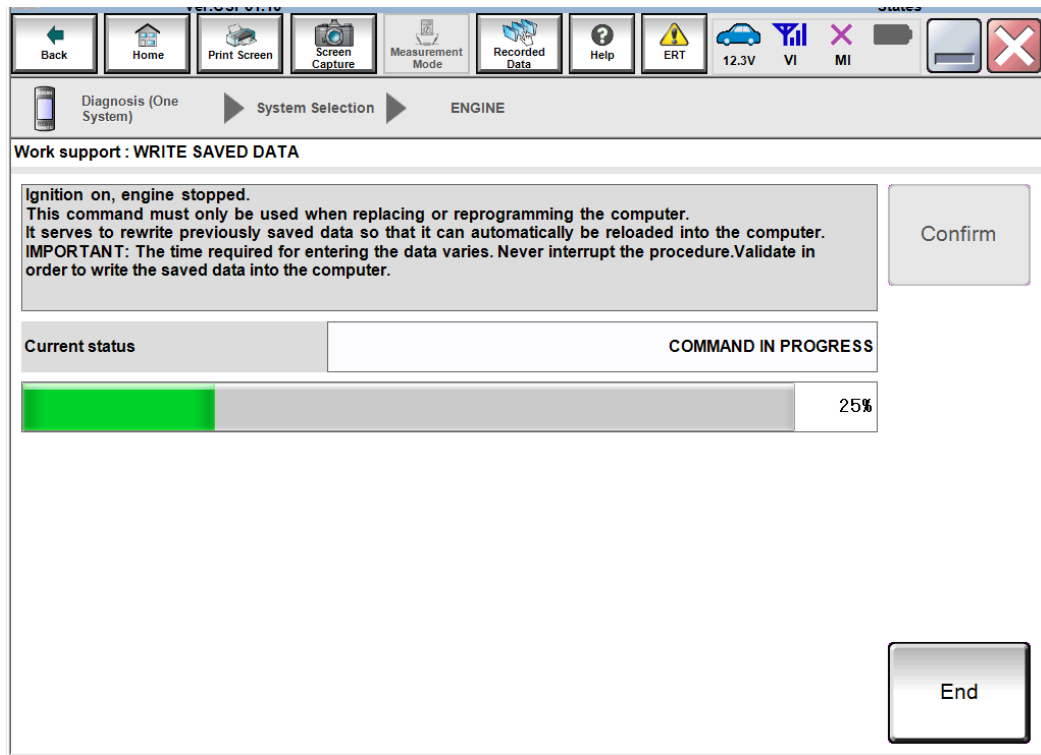 Ver.CSP61.10
States
Back
Home
Print Screen
Screen
Capture
Measurement
Mode
Recorded
Data
Help
ERT
12.3V
VI
MI
Diagnosis (One
System)
System Selection
ENGINE
Work support : WRITE SAVED DATA
Ignition on, engine stopped.
This command must only be used when replacing or reprogramming the computer.
It serves to rewrite previously saved data so that it can automatically be reloaded into the computer.
IMPORTANT: The time required for entering the data varies. Never interrupt the procedure.Validate in
order to write the saved data into the computer.
Confirm
Current status
COMMAND IN PROGRESS
25%
End